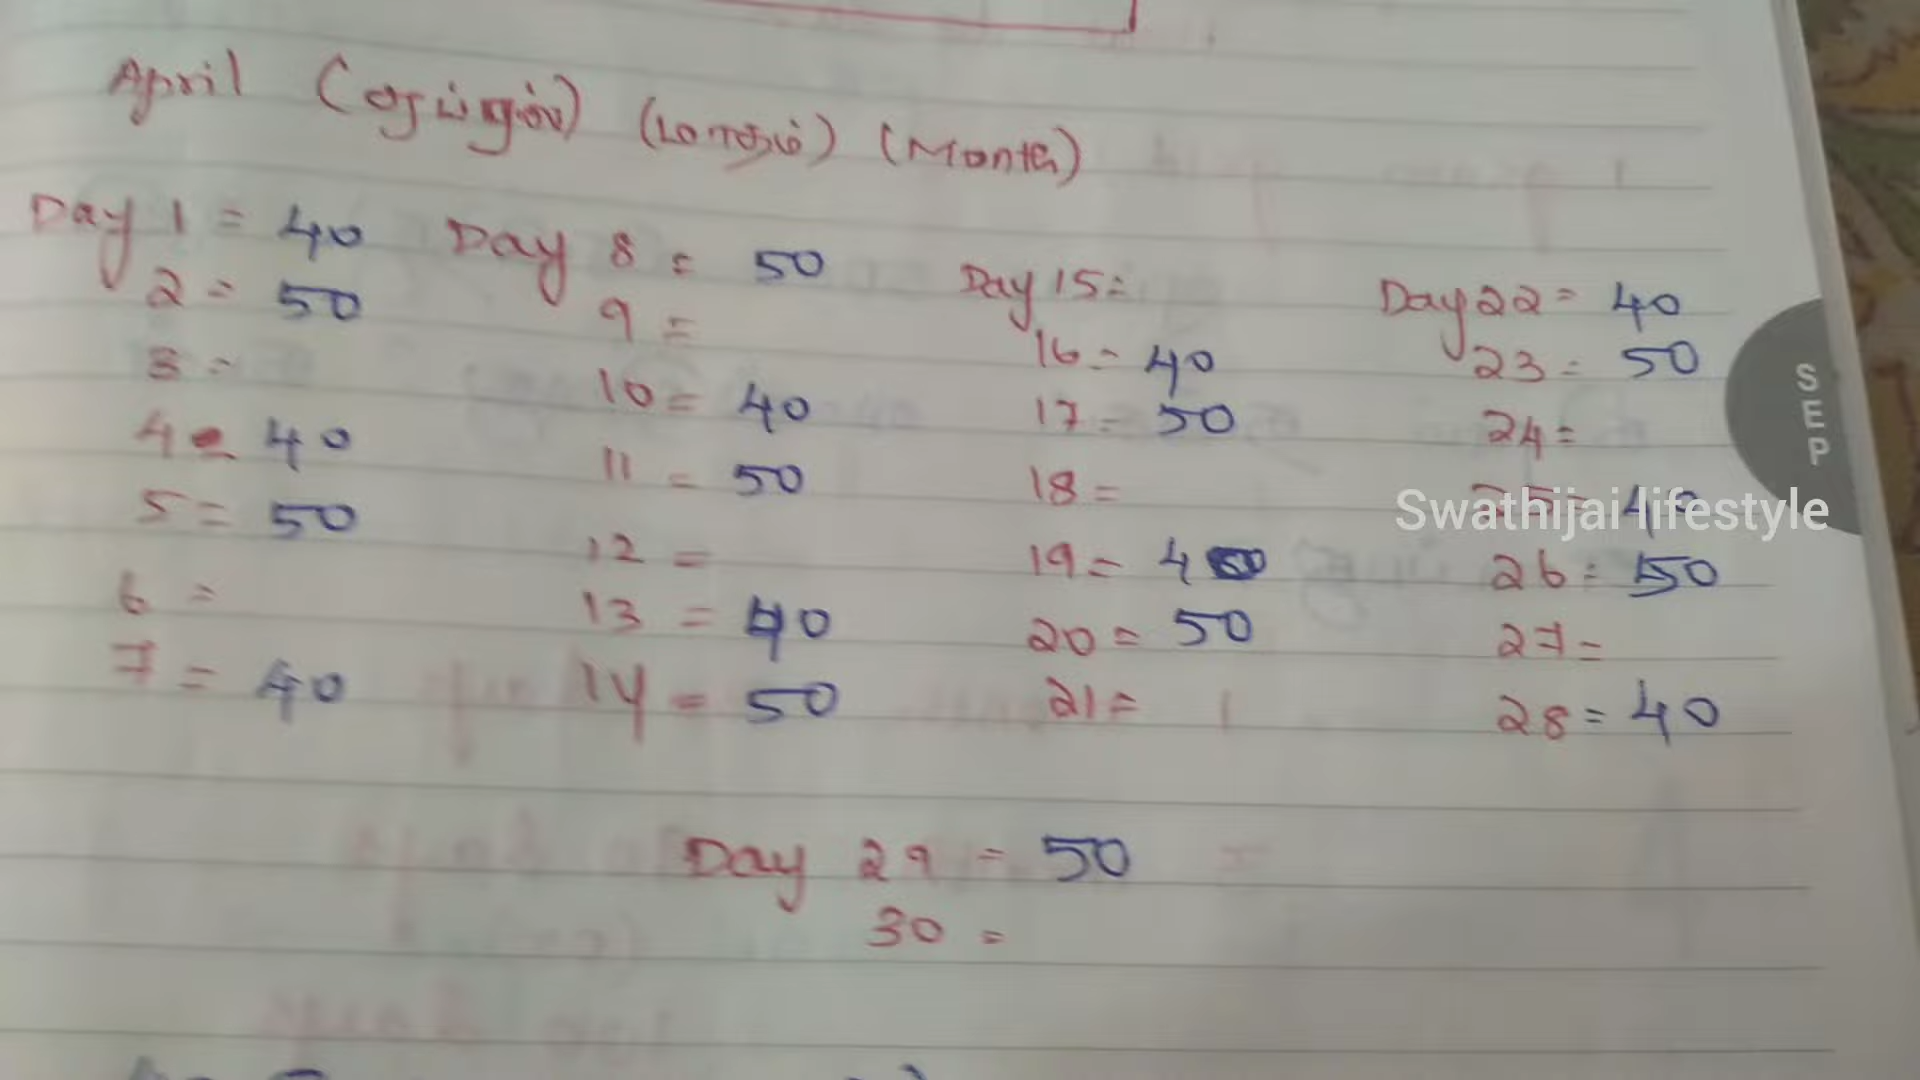 April (ஏப்ரல்) (மாதம்) (Month)
Day 1 = 40
2 = 50
3 =
4 = 40
5 = 50
6 =
7 = 40
Day 8 = 50
9 =
10 = 40
11 = 50
12 =
13 = 40
14 = 50
Day 15 =
16 = 40
17 = 50
18 =
19 = 40
20 = 50
21 =
Day 22 = 40
23 = 50
24 =
25 = 40
26 = 50
27 =
28 = 40
Day 29 = 50
30 =
SEP
Swathijai lifestyle